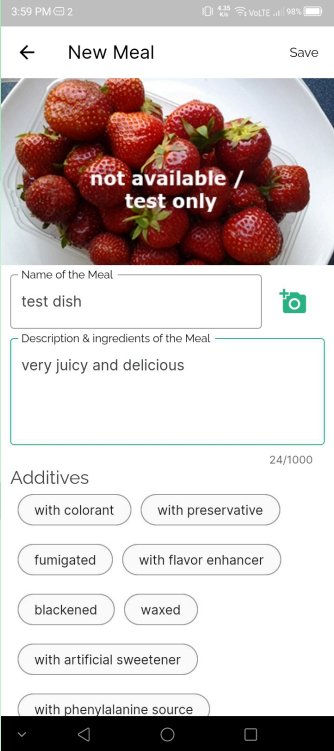 3:59 PM 2
4.35 K/s VoLTE 98%
New Meal
Save
not available /
test only
Name of the Meal
test dish
Description & ingredients of the Meal
very juicy and delicious
24/1000
Additives
with colorant
with preservative
fumigated
with flavor enhancer
blackened
waxed
with artificial sweetener
with phenylalanine source